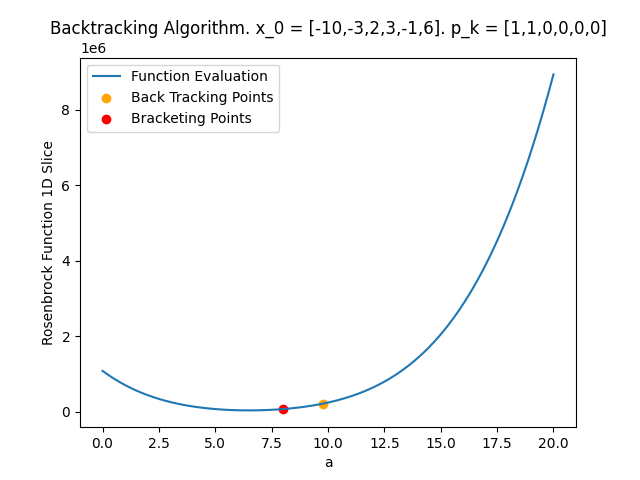 Backtracking Algorithm. x_0 = [-10,-3,2,3,-1,6]. p_k = [1,1,0,0,0,0]
1e6
Function Evaluation
Back Tracking Points
Bracketing Points
Rosenbrock Function 1D Slice
8
6
4
2
0
0.0 2.5 5.0 7.5 10.0 12.5 15.0 17.5 20.0
a